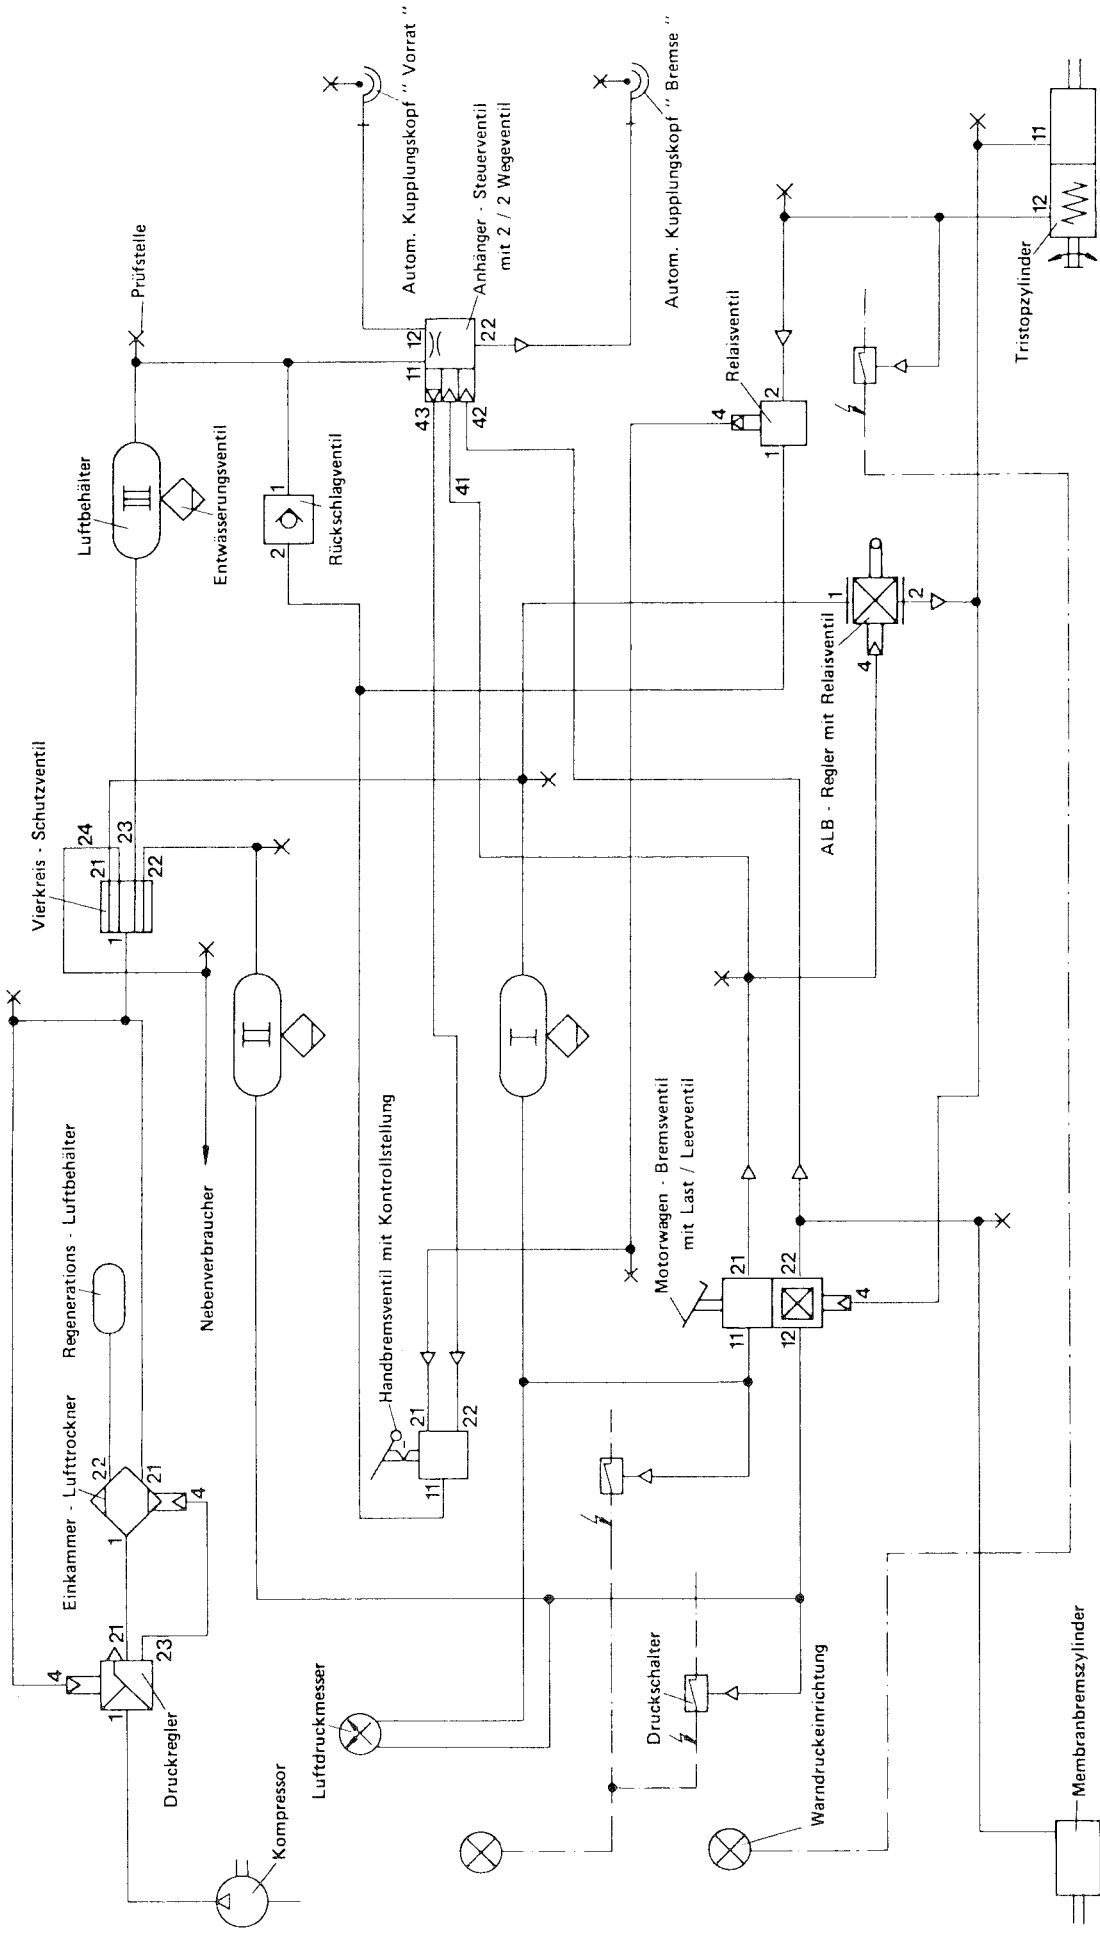 Kompressor
Druckregler
1
4
21
23
Einkammer - Lufttrockner
1
22
21
4
Regenerations - Luftbehälter
Nebenverbraucher
Vierkreis - Schutzventil
1
21
24
23
22
Luftbehälter
III
Entwässerungsventil
Prüfstelle
II
Rückschlagventil
2
1
Autom. Kupplungskopf “ Vorrat “
Anhänger - Steuerventil
mit 2 / 2 Wegeventil
11
12
43
41
42
22
Autom. Kupplungskopf “ Bremse “
Luftdruckmesser
Handbremsventil mit Kontrollstellung
11
21
22
I
Motorwagen - Bremsventil
mit Last / Leerventil
11
21
12
22
4
Relaisventil
4
1
2
ALB - Regler mit Relaisventil
1
4
2
Druckschalter
Warndruckeinrichtung
Membranbremszylinder
Tristopzylinder
12
11